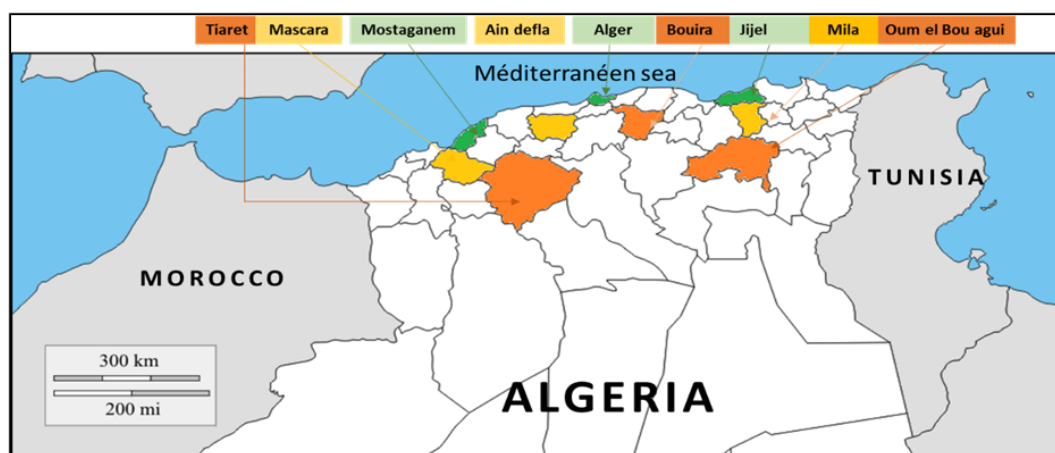 Tiaret Mascara Mostaganem Ain defla Alger Bouira Jijel Mila Oum el Bou agui
Méditerranéen sea
TUNISIA
MOROCCO
300 km
200 mi
ALGERIA